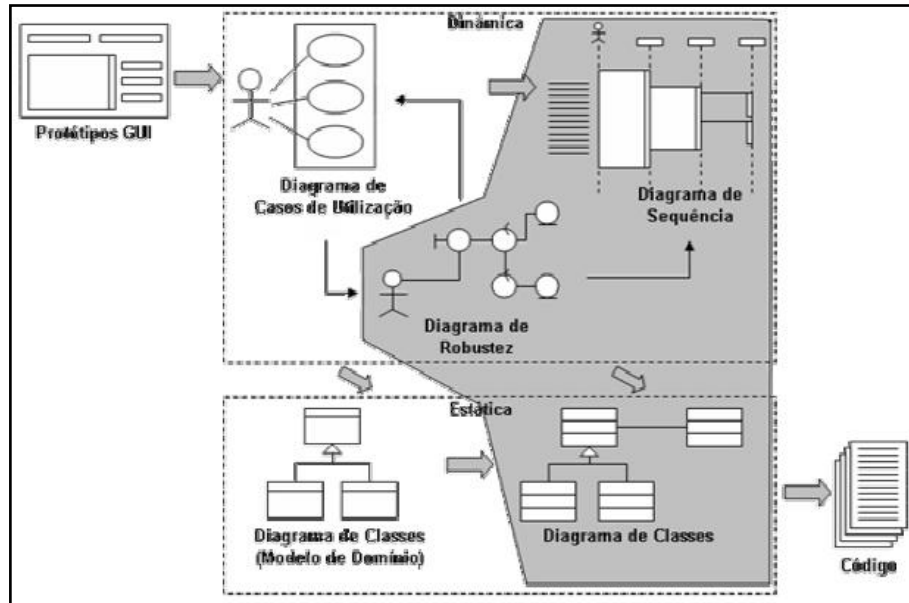 Dinâmica
Protótipos GUI
Diagrama de
Casos de Utilização
Diagrama de
Sequência
Diagrama de
Robustez
Estática
Diagrama de Classes
(Modelo de Domínio)
Diagrama de Classes
Código